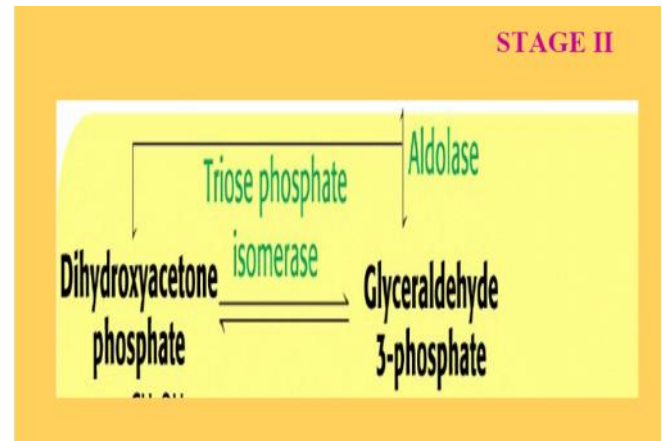 STAGE II
Aldolase
Triose phosphate
isomerase
Dihydroxyacetone
phosphate
Glyceraldehyde
3-phosphate